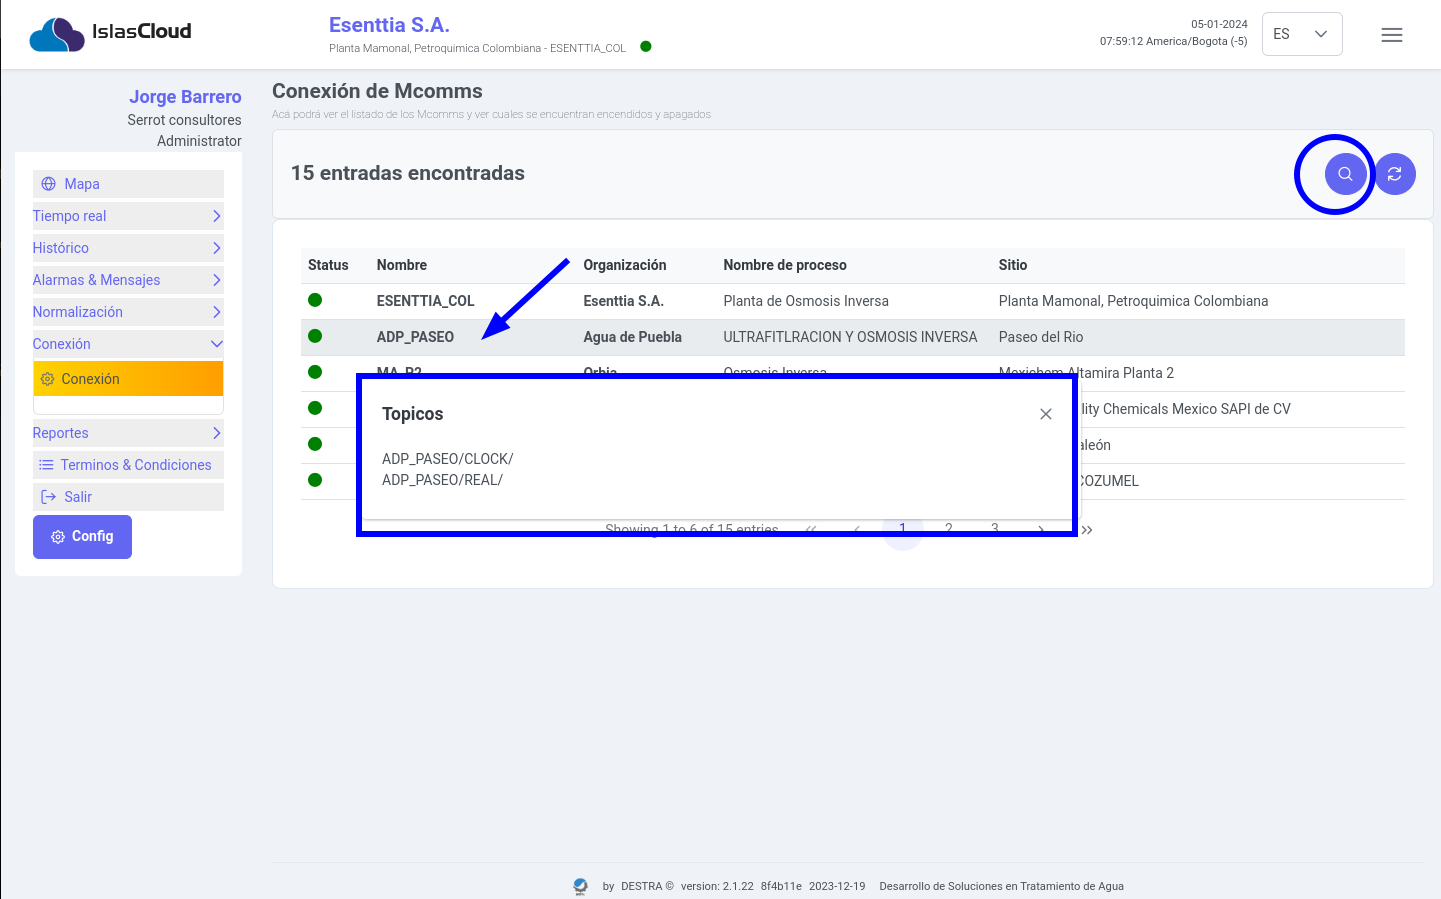 IslasCloud
Esenttia S.A.
Planta Mamonal, Petroquimica Colombiana - ESENTTIA_COL
05-01-2024
07:59:12 America/Bogota (-5)
ES
Jorge Barrero
Serrot consultores
Administrator
Mapa
Tiempo real
Histórico
Alarmas & Mensajes
Normalización
Conexión
Conexión
Reportes
Terminos & Condiciones
Salir
Config
Conexión de Mcomms
Acá podrá ver el listado de los Mcomms y ver cuales se encuentran encendidos y apagados
15 entradas encontradas
Status Nombre Organización Nombre de proceso Sitio
ESENTTIA_COL Esenttia S.A. Planta de Osmosis Inversa Planta Mamonal, Petroquimica Colombiana
ADP_PASEO Agua de Puebla ULTRAFITLRACION Y OSMOSIS INVERSA Paseo del Rio
MA_P2 Orbia Osmosis Inversa Mexichem Altamira Planta 2
lity Chemicals Mexico SAPI de CV
aleón
COZUMEL
Topicos
ADP_PASEO/CLOCK/
ADP_PASEO/REAL/
Showing 1 to 6 of 15 entries 1 2 3
by DESTRA © version: 2.1.22 8f4b11e 2023-12-19 Desarrollo de Soluciones en Tratamiento de Agua